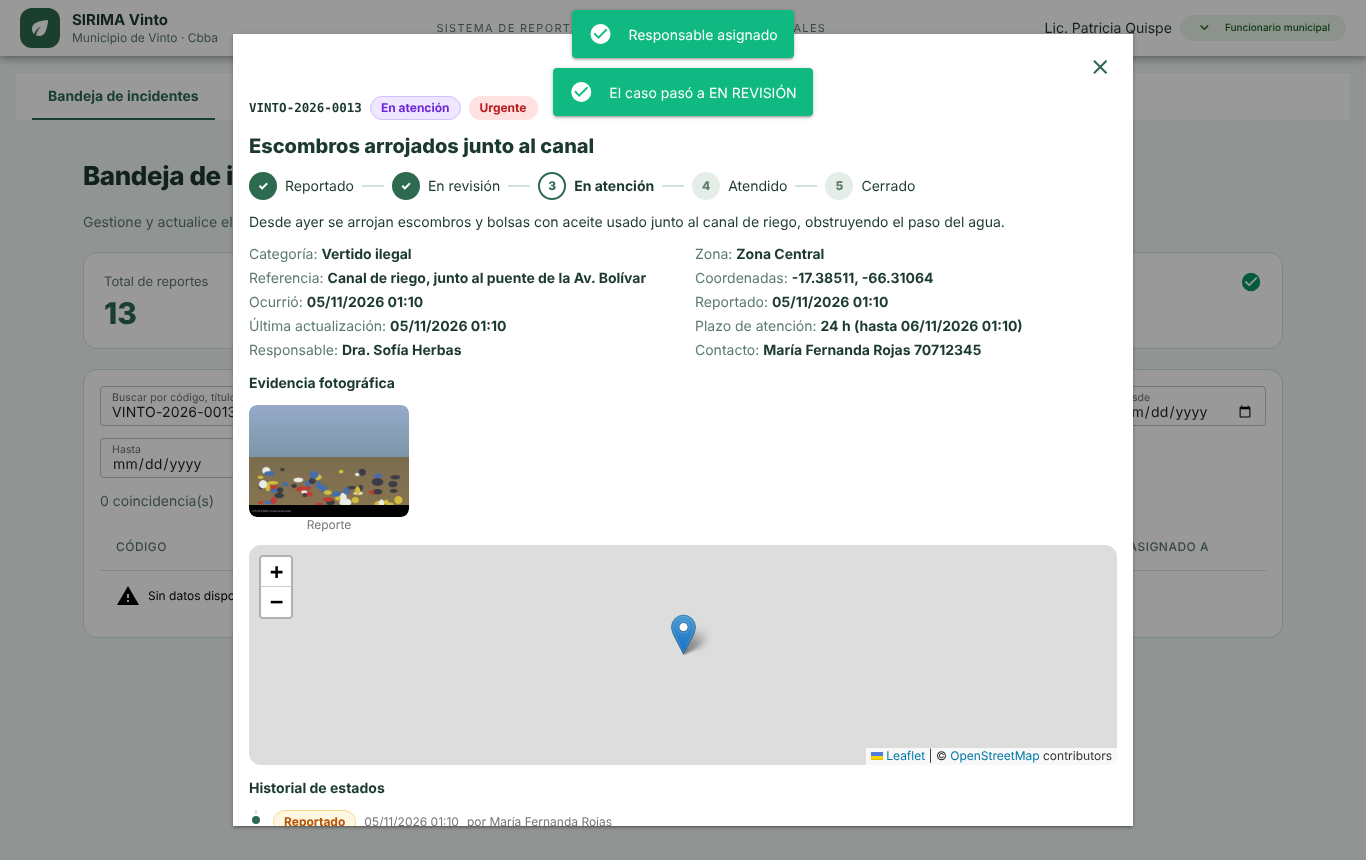 SIRIMA Vinto
Municipio de Vinto · Cbba
SISTEMA DE REPORT
ALES
Lic. Patricia Quispe
Funcionario municipal
Responsable asignado
El caso pasó a EN REVISIÓN
Bandeja de incidentes
Bandeja de i
Gestione y actualice el
Total de reportes
13
Buscar por código, título
VINTO-2026-0013
sde
m/dd/yyyy
Hasta
mm/dd/yyyy
0 coincidencia(s)
CÓDIGO
ASIGNADO A
Sin datos dispo
VINTO-2026-0013 En atención Urgente
Escombros arrojados junto al canal
Reportado
En revisión
3 En atención
4 Atendido
5 Cerrado
Desde ayer se arrojan escombros y bolsas con aceite usado junto al canal de riego, obstruyendo el paso del agua.
Categoría: Vertido ilegal
Zona: Zona Central
Referencia: Canal de riego, junto al puente de la Av. Bolívar
Coordenadas: -17.38511, -66.31064
Ocurrió: 05/11/2026 01:10
Reportado: 05/11/2026 01:10
Última actualización: 05/11/2026 01:10
Plazo de atención: 24 h (hasta 06/11/2026 01:10)
Responsable: Dra. Sofía Herbas
Contacto: María Fernanda Rojas 70712345
Evidencia fotográfica
Reporte
+
−
Leaflet | © OpenStreetMap contributors
Historial de estados
Reportado 05/11/2026 01:10 por María Fernanda Rojas